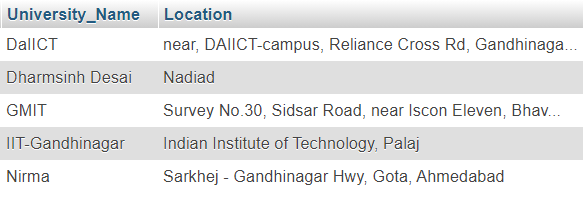 University_Name Location
DaIICT near, DAIICT-campus, Reliance Cross Rd, Gandhinaga...
Dharmsinh Desai Nadiad
GMIT Survey No.30, Sidsar Road, near Iscon Eleven, Bhav...
IIT-Gandhinagar Indian Institute of Technology, Palaj
Nirma Sarkhej - Gandhinagar Hwy, Gota, Ahmedabad